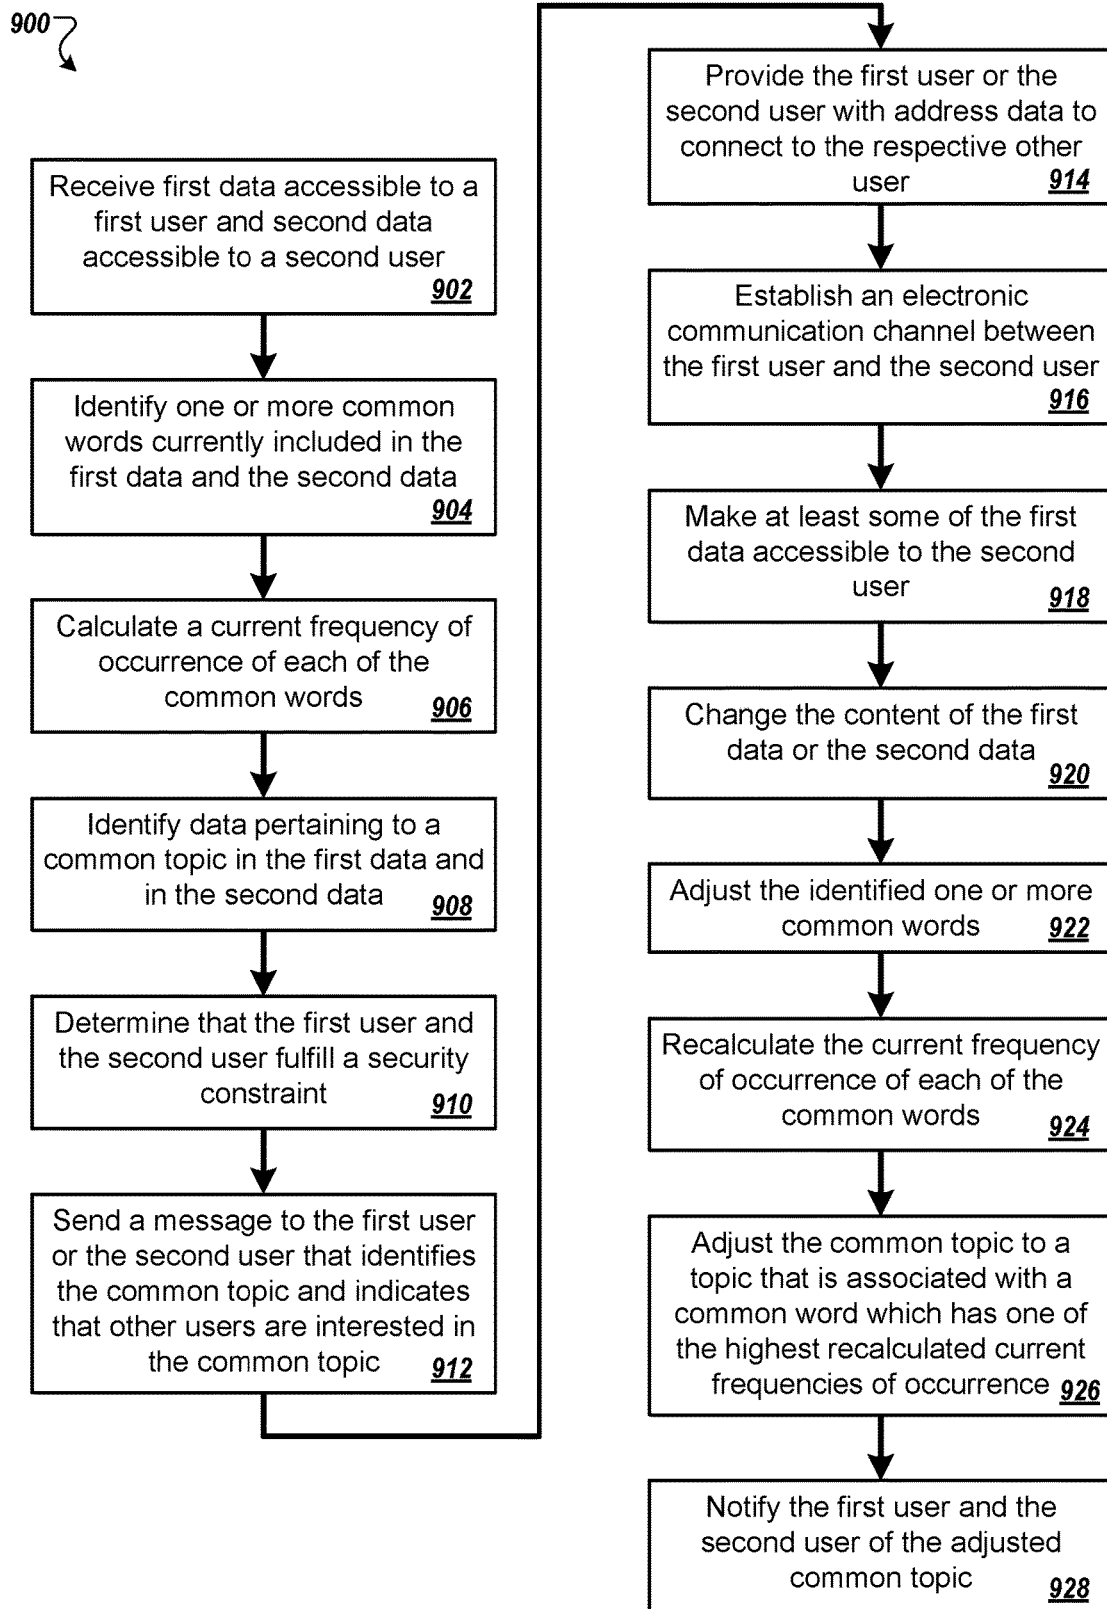 900
Receive first data accessible to a
first user and second data
accessible to a second user
902
Identify one or more common
words currently included in the
first data and the second data
904
Calculate a current frequency of
occurrence of each of the
common words
906
Identify data pertaining to a
common topic in the first data and
in the second data
908
Determine that the first user and
the second user fulfill a security
constraint
910
Send a message to the first user
or the second user that identifies
the common topic and indicates
that other users are interested in
the common topic
912
Provide the first user or the
second user with address data to
connect to the respective other
user
914
Establish an electronic
communication channel between
the first user and the second user
916
Make at least some of the first
data accessible to the second
user
918
Change the content of the first
data or the second data
920
Adjust the identified one or more
common words
922
Recalculate the current frequency
of occurrence of each of the
common words
924
Adjust the common topic to a
topic that is associated with a
common word which has one of
the highest recalculated current
frequencies of occurrence
926
Notify the first user and the
second user of the adjusted
common topic
928